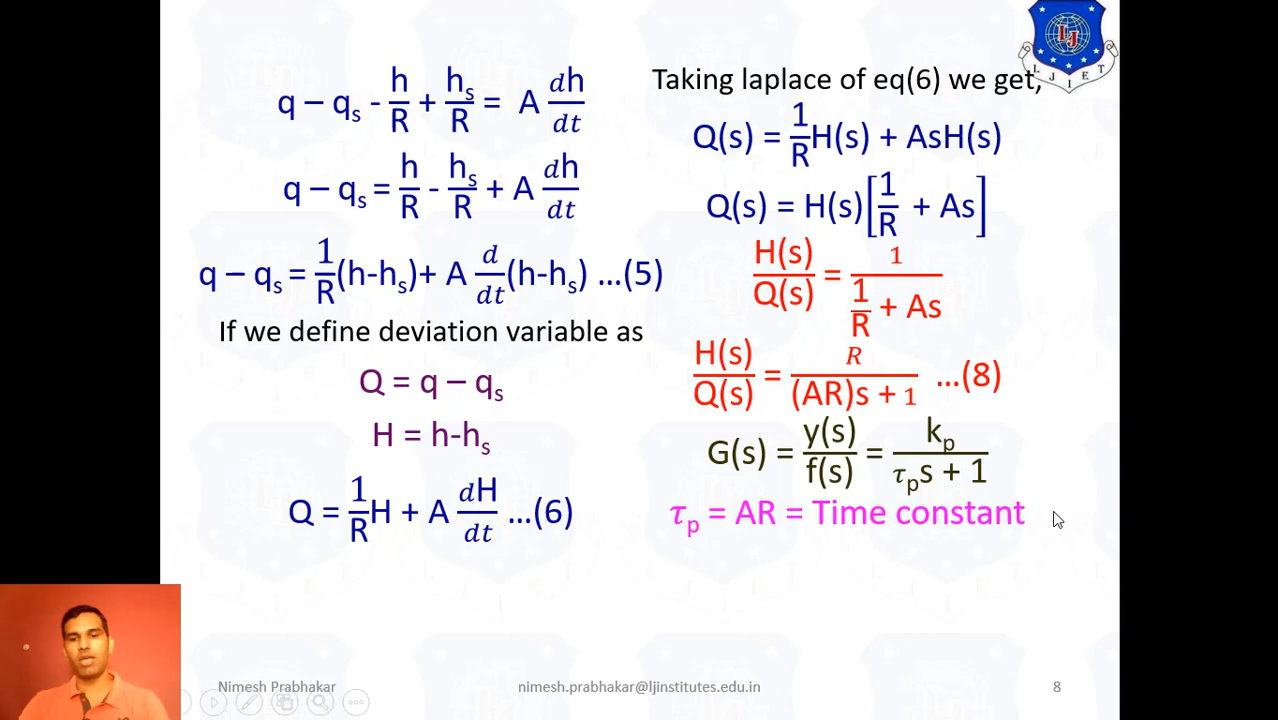 q – qₛ - h/R + hₛ/R = A dh/dt
q – qₛ = h/R - hₛ/R + A dh/dt
q – qₛ = 1/R(h-hₛ)+ A d/dt(h-hₛ) ...(5)
If we define deviation variable as
Q = q – qₛ
H = h-hₛ
Q = 1/R H + A dH/dt ...(6)
Taking laplace of eq(6) we get,
Q(s) = 1/R H(s) + AsH(s)
Q(s) = H(s)[1/R + As]
H(s)/Q(s) = 1/(1/R + As)
H(s)/Q(s) = R/((AR)s + 1) ...(8)
G(s) = y(s)/f(s) = kₚ/(τₚs + 1)
τₚ = AR = Time constant
LJ
LJIET
Nimesh Prabhakar
nimesh.prabhakar@ljinstitutes.edu.in
8